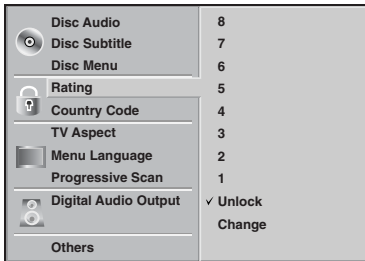 Disc Audio
Disc Subtitle
Disc Menu
Rating
Country Code
TV Aspect
Menu Language
Progressive Scan
Digital Audio Output
Others
8
7
6
5
4
3
2
1
✓ Unlock
Change